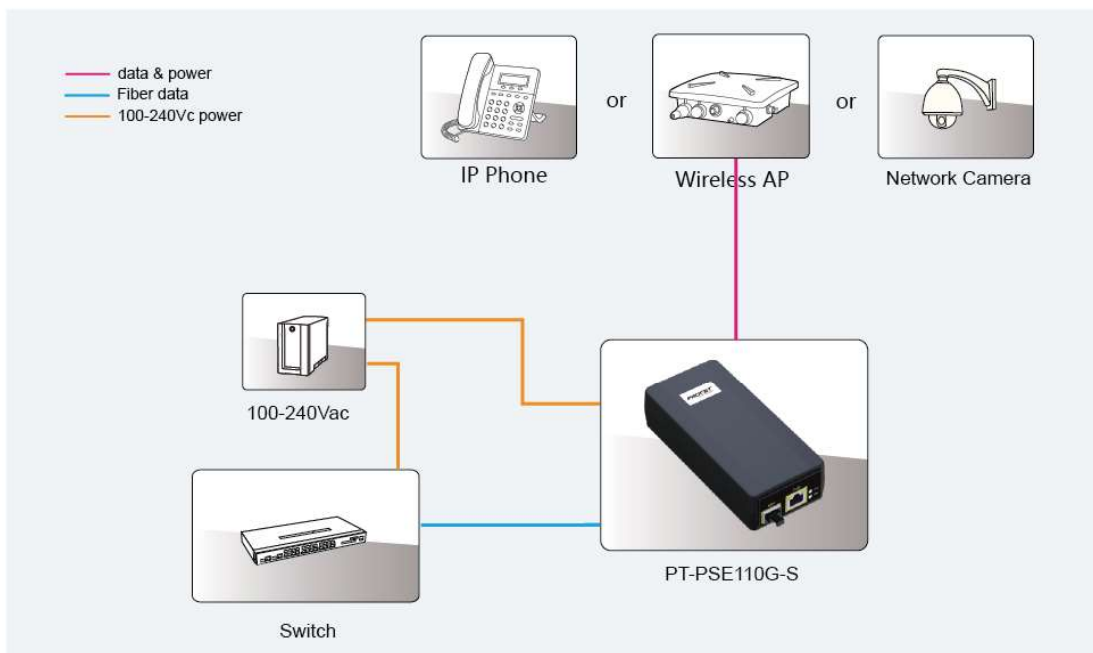 data & power
Fiber data
100-240Vc power
or
or
IP Phone
Wireless AP
Network Camera
100-240Vac
PT-PSE110G-S
Switch